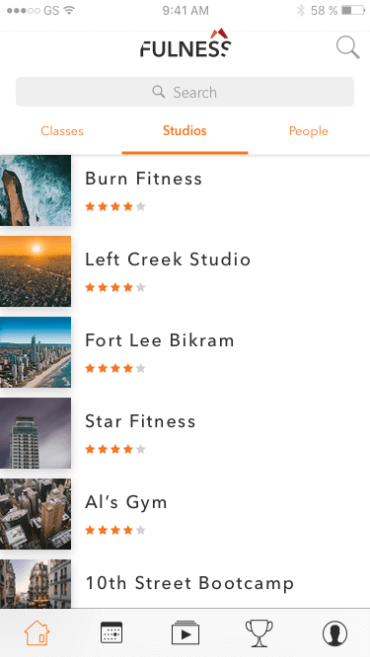 GS 9:41 AM 58 %
FULNESS
Search
Classes Studios People
Burn Fitness
Left Creek Studio
Fort Lee Bikram
Star Fitness
Al's Gym
10th Street Bootcamp